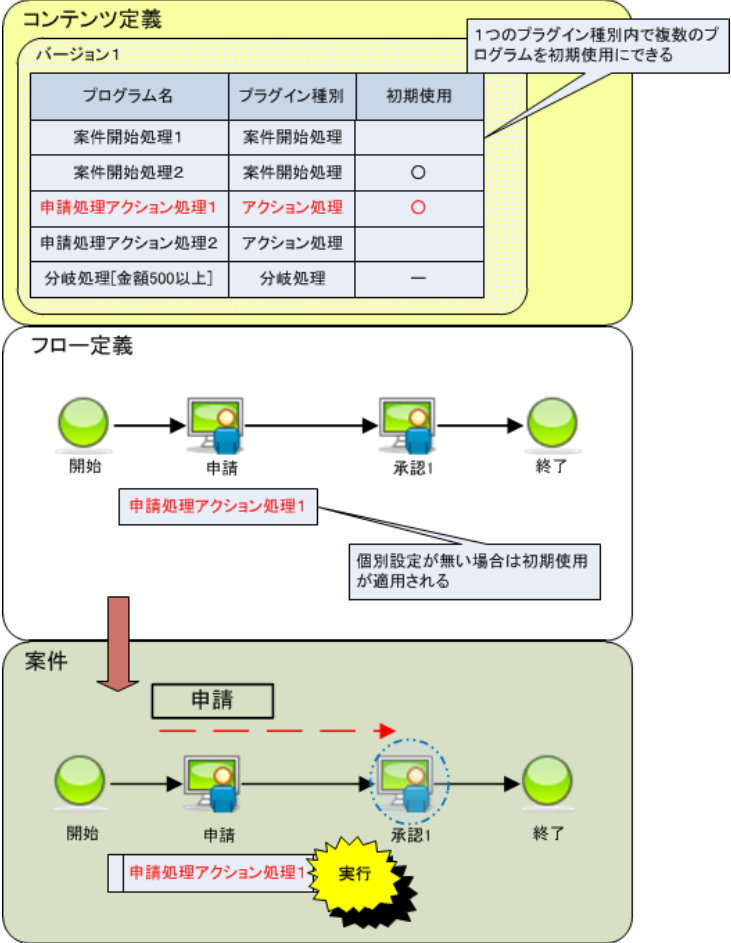 コンテンツ定義
1つのプラグイン種別内で複数のプ
ログラムを初期使用にできる
バージョン1
プログラム名 プラグイン種別 初期使用
案件開始処理1 案件開始処理
案件開始処理2 案件開始処理 ○
申請処理アクション処理1 アクション処理 ○
申請処理アクション処理2 アクション処理
分岐処理[金額500以上] 分岐処理 ―
フロー定義
開始 申請 承認1 終了
申請処理アクション処理1
個別設定が無い場合は初期使用
が適用される
案件
申請
開始 申請 承認1 終了
申請処理アクション処理1 実行